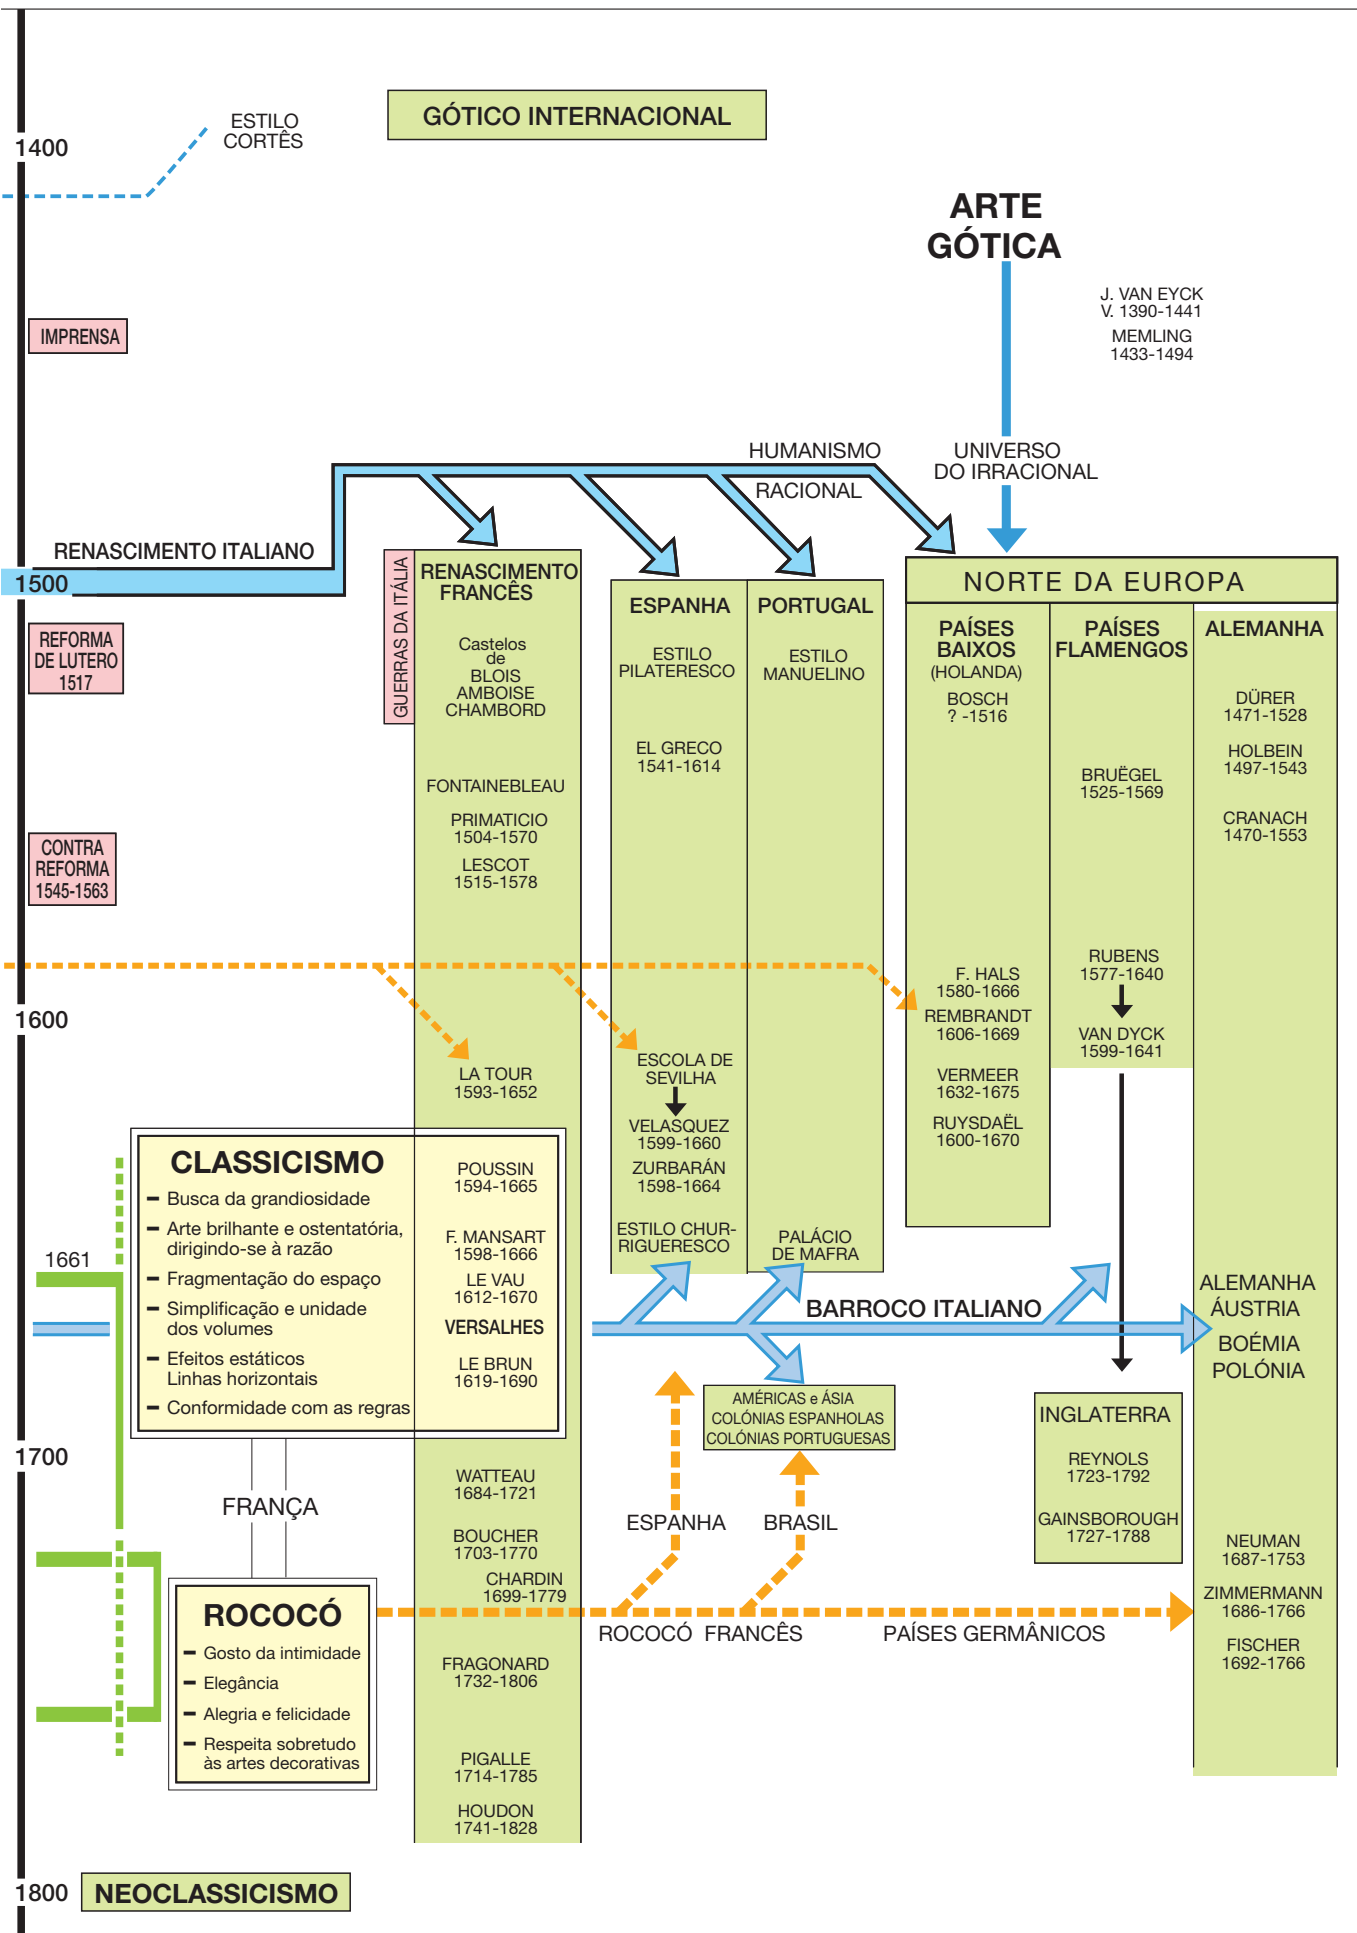 ESTILO
CORTÊS
GÓTICO INTERNACIONAL
1400
ARTE
GÓTICA
J. VAN EYCK
V. 1390-1441
MEMLING
1433-1494
IMPRENSA
HUMANISMO
RACIONAL
UNIVERSO
DO IRRACIONAL
RENASCIMENTO ITALIANO
1500
GUERRAS DA ITÁLIA
RENASCIMENTO
FRANCÊS
Castelos
de
BLOIS
AMBOISE
CHAMBORD
FONTAINEBLEAU
PRIMATICIO
1504-1570
LESCOT
1515-1578
ESPANHA
ESTILO
PILATERESCO
EL GRECO
1541-1614
PORTUGAL
ESTILO
MANUELINO
NORTE DA EUROPA
PAÍSES
BAIXOS
(HOLANDA)
BOSCH
? -1516
PAÍSES
FLAMENGOS
BRUËGEL
1525-1569
ALEMANHA
DÜRER
1471-1528
HOLBEIN
1497-1543
CRANACH
1470-1553
REFORMA
DE LUTERO
1517
CONTRA
REFORMA
1545-1563
1600
LA TOUR
1593-1652
ESCOLA DE
SEVILHA
VELASQUEZ
1599-1660
ZURBARÁN
1598-1664
ESTILO CHUR-
RIGUERESCO
PALÁCIO
DE MAFRA
F. HALS
1580-1666
REMBRANDT
1606-1669
VERMEER
1632-1675
RUYSDAËL
1600-1670
RUBENS
1577-1640
VAN DYCK
1599-1641
CLASSICISMO
– Busca da grandiosidade
– Arte brilhante e ostentatória,
dirigindo-se à razão
– Fragmentação do espaço
– Simplificação e unidade
dos volumes
– Efeitos estáticos
Linhas horizontais
– Conformidade com as regras
POUSSIN
1594-1665
F. MANSART
1598-1666
LE VAU
1612-1670
VERSALHES
LE BRUN
1619-1690
1661
BARROCO ITALIANO
ALEMANHA
ÁUSTRIA
BOÉMIA
POLÓNIA
AMÉRICAS e ÁSIA
COLÓNIAS ESPANHOLAS
COLÓNIAS PORTUGUESAS
INGLATERRA
REYNOLS
1723-1792
GAINSBOROUGH
1727-1788
1700
FRANÇA
WATTEAU
1684-1721
BOUCHER
1703-1770
CHARDIN
1699-1779
ESPANHA
BRASIL
NEUMAN
1687-1753
ZIMMERMANN
1686-1766
FISCHER
1692-1766
ROCOCÓ
– Gosto da intimidade
– Elegância
– Alegria e felicidade
– Respeita sobretudo
às artes decorativas
ROCOCÓ FRANCÊS
PAÍSES GERMÂNICOS
FRAGONARD
1732-1806
PIGALLE
1714-1785
HOUDON
1741-1828
1800
NEOCLASSICISMO